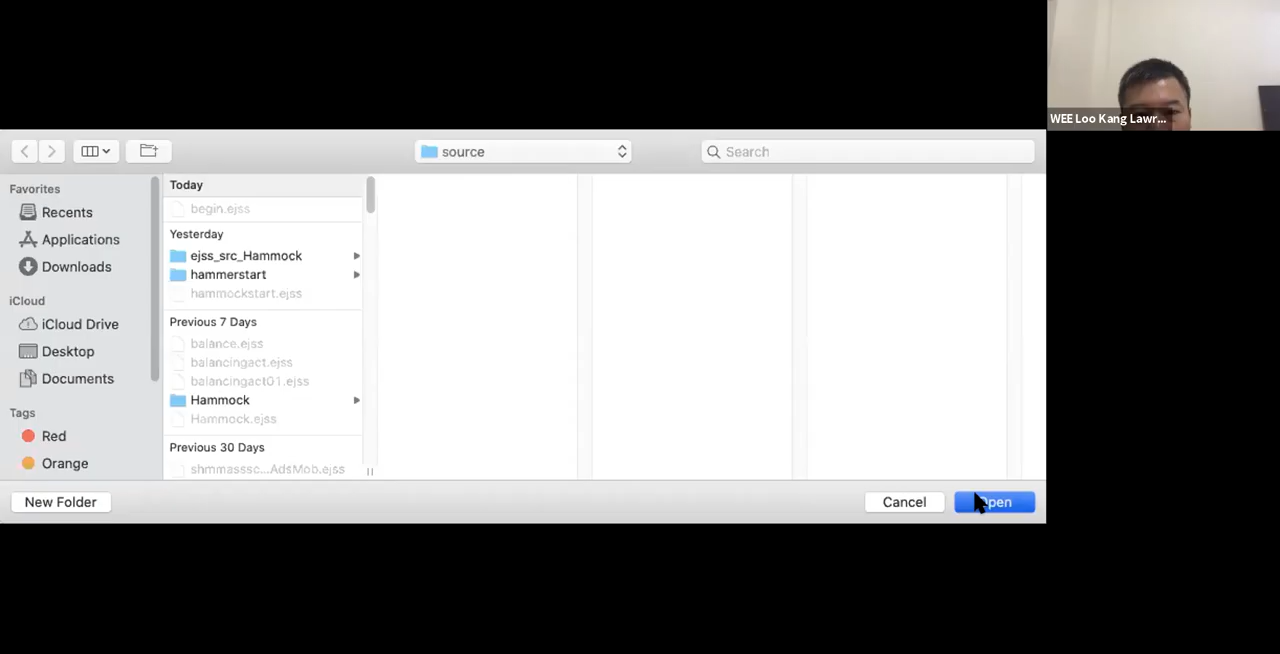 WEE Loo Kang Lawr...
source
Search
Favorites
Recents
Applications
Downloads
iCloud
iCloud Drive
Desktop
Documents
Tags
Red
Orange
Today
begin.ejss
Yesterday
ejss_src_Hammock
hammerstart
hammockstart.ejss
Previous 7 Days
balance.ejss
balancingact.ejss
balancingact01.ejss
Hammock
Hammock.ejss
Previous 30 Days
shmmasssc...AdsMob.ejss
New Folder
Cancel
Open